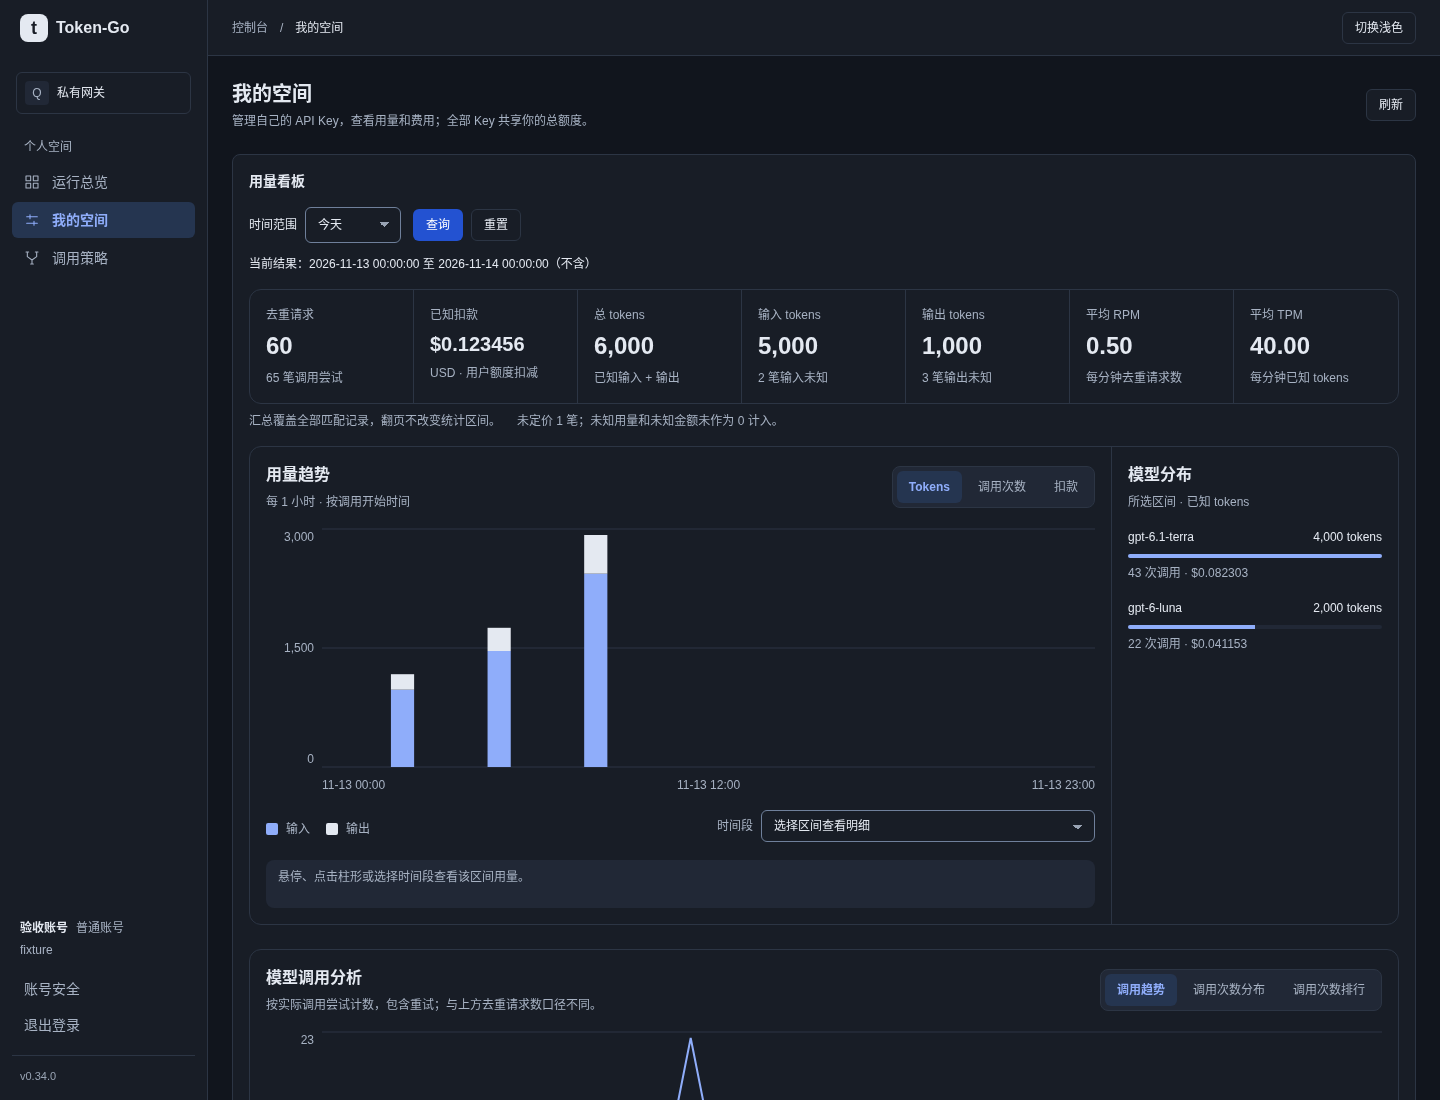 t Token-Go
Q 私有网关
个人空间
运行总览
我的空间
调用策略
验收账号 普通账号
fixture
账号安全
退出登录
v0.34.0
控制台 / 我的空间
切换浅色
我的空间
管理自己的 API Key，查看用量和费用；全部 Key 共享你的总额度。
刷新
用量看板
时间范围 今天 查询 重置
当前结果：2026-11-13 00:00:00 至 2026-11-14 00:00:00（不含）
去重请求
60
65 笔调用尝试
已知扣款
$0.123456
USD · 用户额度扣减
总 tokens
6,000
已知输入 + 输出
输入 tokens
5,000
2 笔输入未知
输出 tokens
1,000
3 笔输出未知
平均 RPM
0.50
每分钟去重请求数
平均 TPM
40.00
每分钟已知 tokens
汇总覆盖全部匹配记录，翻页不改变统计区间。 未定价 1 笔；未知用量和未知金额未作为 0 计入。
用量趋势
每 1 小时 · 按调用开始时间
Tokens 调用次数 扣款
3,000
1,500
0
11-13 00:00 11-13 12:00 11-13 23:00
输入 输出
时间段 选择区间查看明细
悬停、点击柱形或选择时间段查看该区间用量。
模型分布
所选区间 · 已知 tokens
gpt-6.1-terra 4,000 tokens
43 次调用 · $0.082303
gpt-6-luna 2,000 tokens
22 次调用 · $0.041153
模型调用分析
按实际调用尝试计数，包含重试；与上方去重请求数口径不同。
调用趋势 调用次数分布 调用次数排行
23